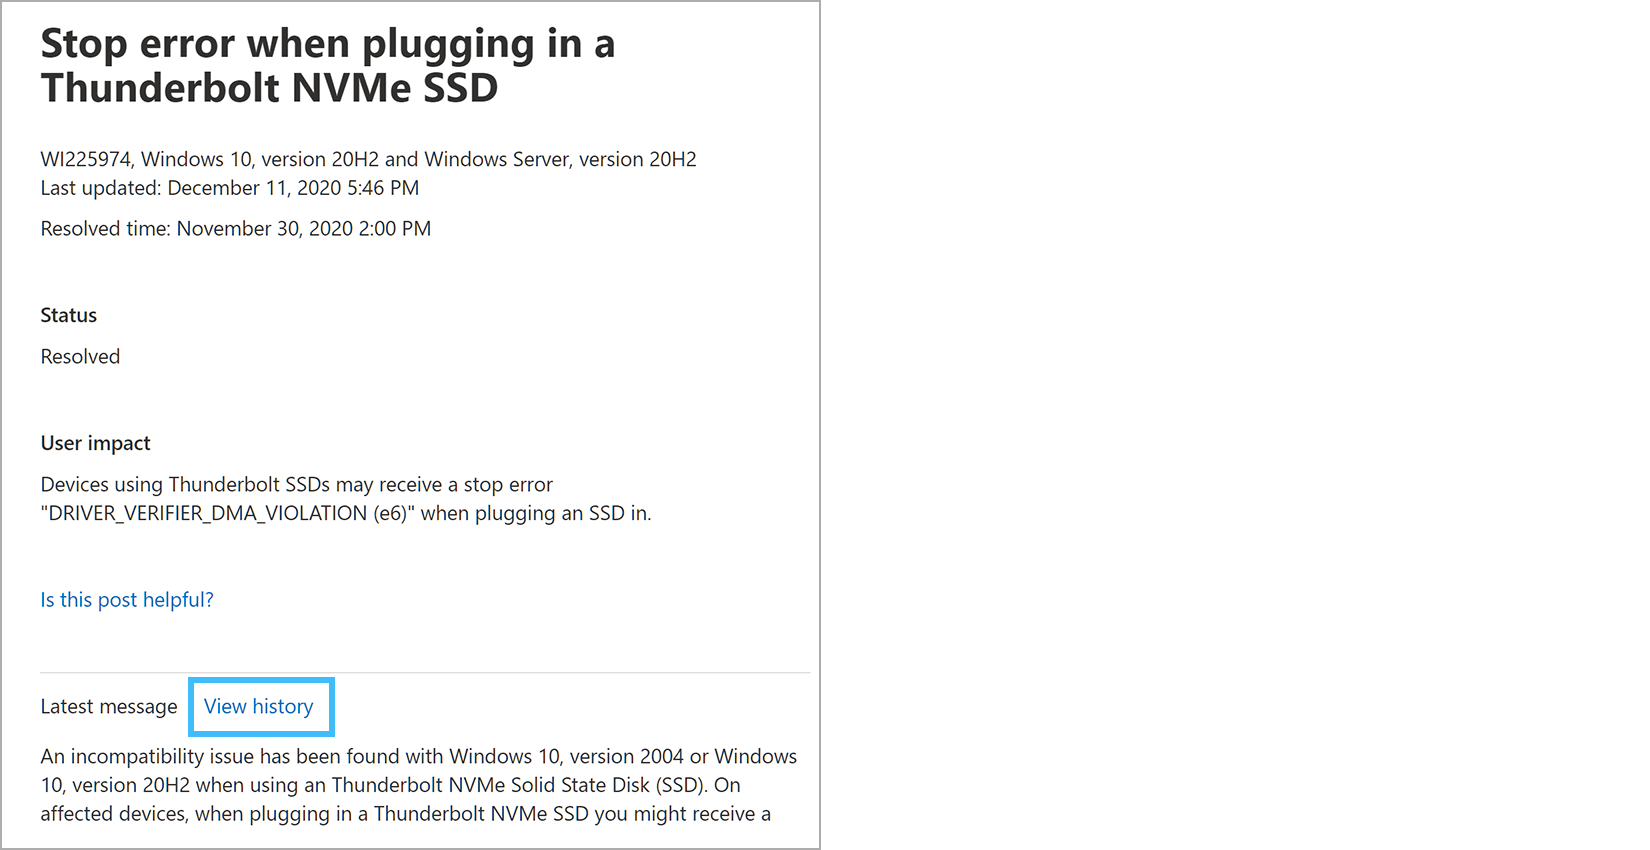 Stop error when plugging in a
Thunderbolt NVMe SSD
WI225974, Windows 10, version 20H2 and Windows Server, version 20H2
Last updated: December 11, 2020 5:46 PM
Resolved time: November 30, 2020 2:00 PM
Status
Resolved
User impact
Devices using Thunderbolt SSDs may receive a stop error
"DRIVER_VERIFIER_DMA_VIOLATION (e6)" when plugging an SSD in.
Is this post helpful?
Latest message View history
An incompatibility issue has been found with Windows 10, version 2004 or Windows
10, version 20H2 when using an Thunderbolt NVMe Solid State Disk (SSD). On
affected devices, when plugging in a Thunderbolt NVMe SSD you might receive a